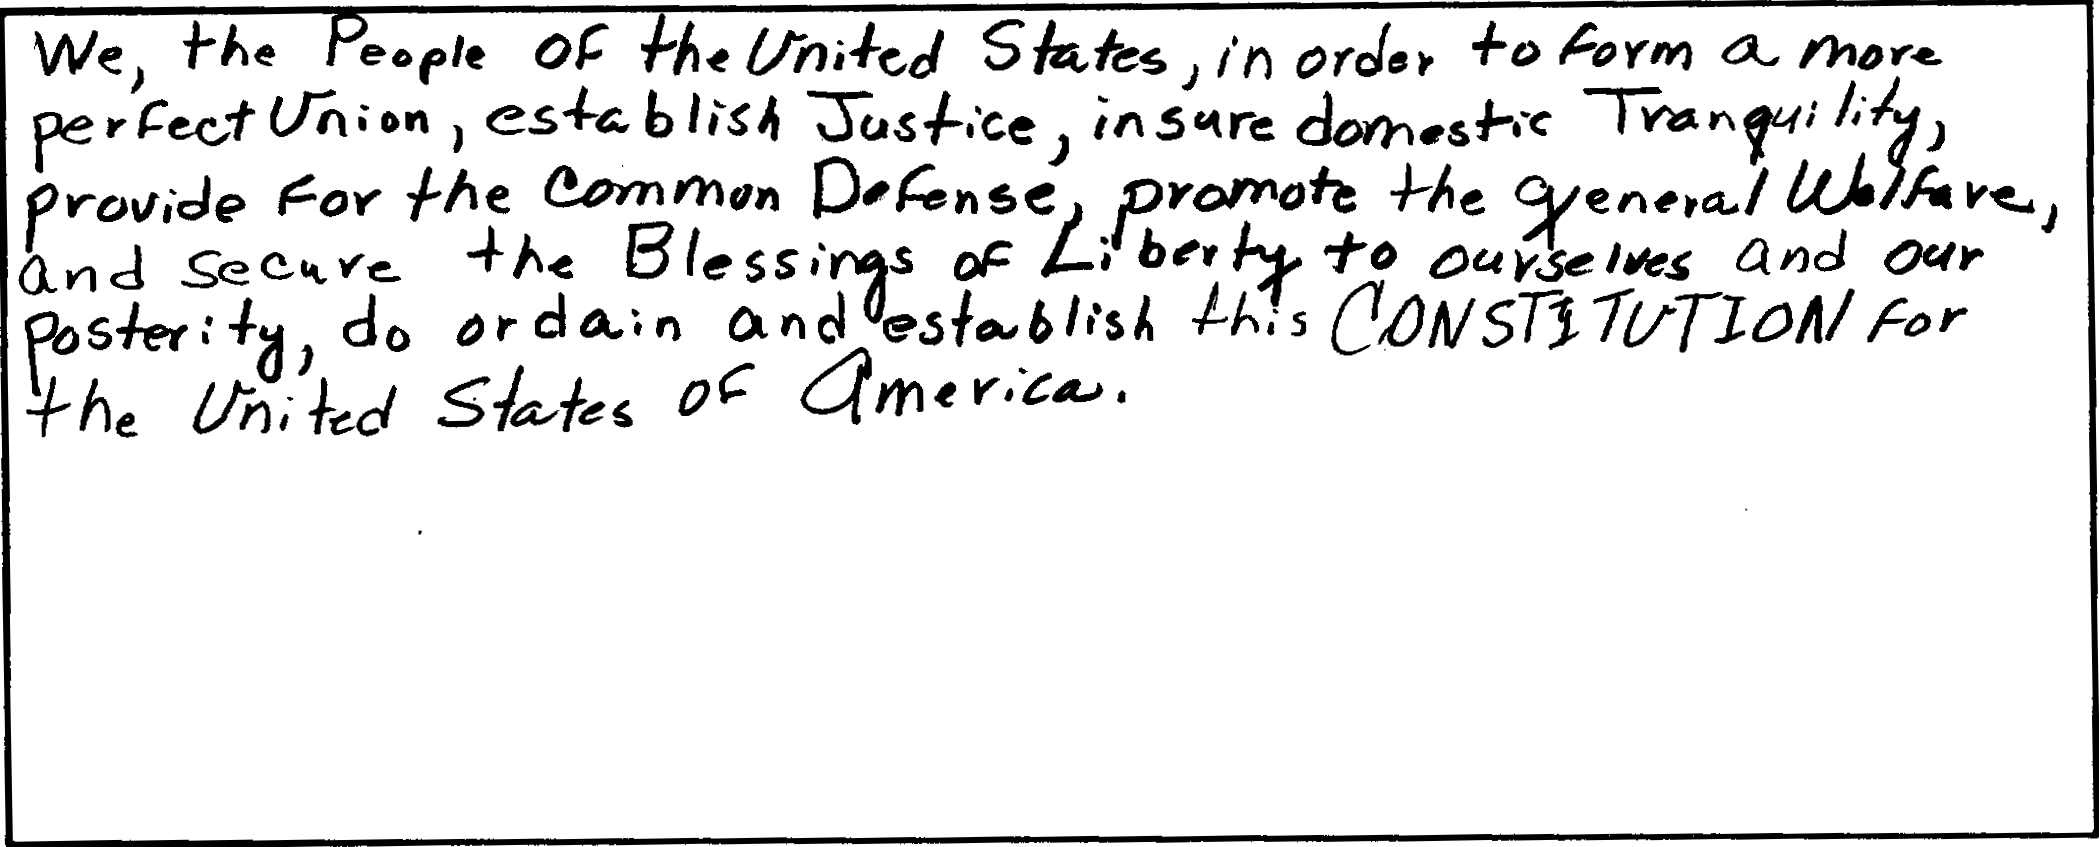 We, the People of the United States, in order to form a more
perfect Union, establish Justice, insure domestic Tranquility,
provide for the Common Defense, promote the general Welfare,
and secure the Blessings of Liberty to ourselves and our
posterity, do ordain and establish this CONSTITUTION for
the United States of America.